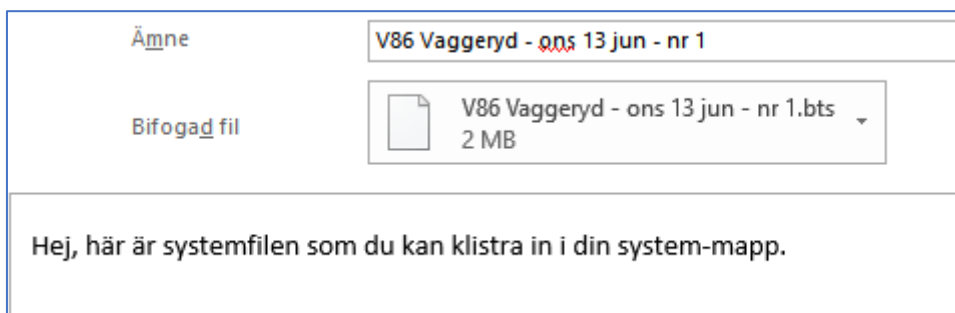 Ämne
V86 Vaggeryd - ons 13 jun - nr 1
Bifogad fil
V86 Vaggeryd - ons 13 jun - nr 1.bts
2 MB
Hej, här är systemfilen som du kan klistra in i din system-mapp.